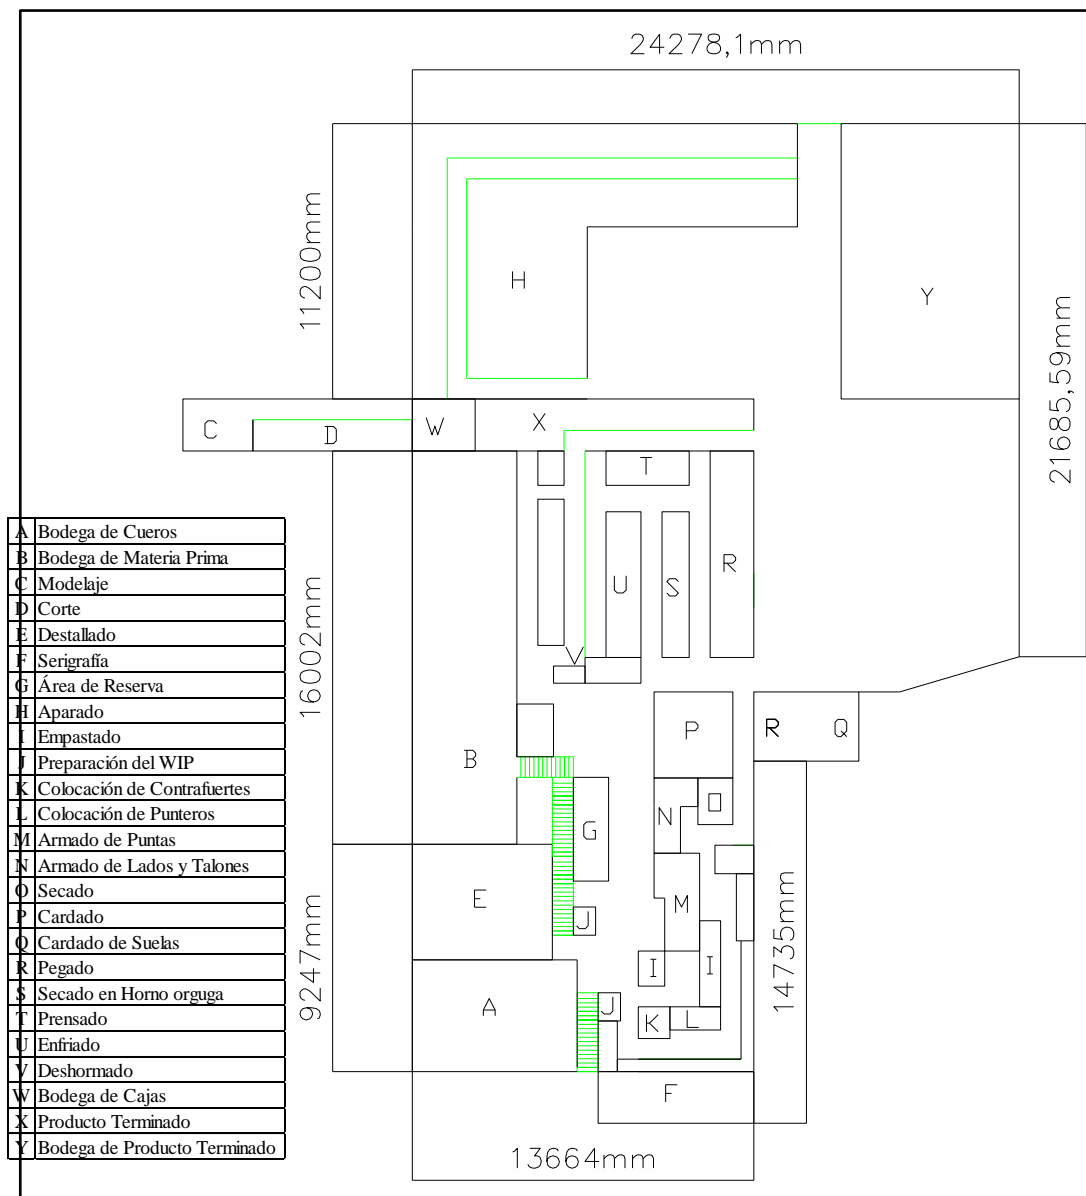 24278,1mm
11200mm
H
Y
21685,59mm
C
D
W
X
T
16002mm
U
S
R
V
B
P
R
Q
G
N
O
E
M
J
14735mm
9247mm
I
I
A
J
K
L
F
13664mm
A Bodega de Cueros
B Bodega de Materia Prima
C Modelaje
D Corte
E Destallado
F Serigrafía
G Área de Reserva
H Aparado
I Empastado
J Preparación del WIP
K Colocación de Contrafuertes
L Colocación de Punteros
M Armado de Puntas
N Armado de Lados y Talones
O Secado
P Cardado
Q Cardado de Suelas
R Pegado
S Secado en Horno orguga
T Prensado
U Enfriado
V Deshormado
W Bodega de Cajas
X Producto Terminado
Y Bodega de Producto Terminado